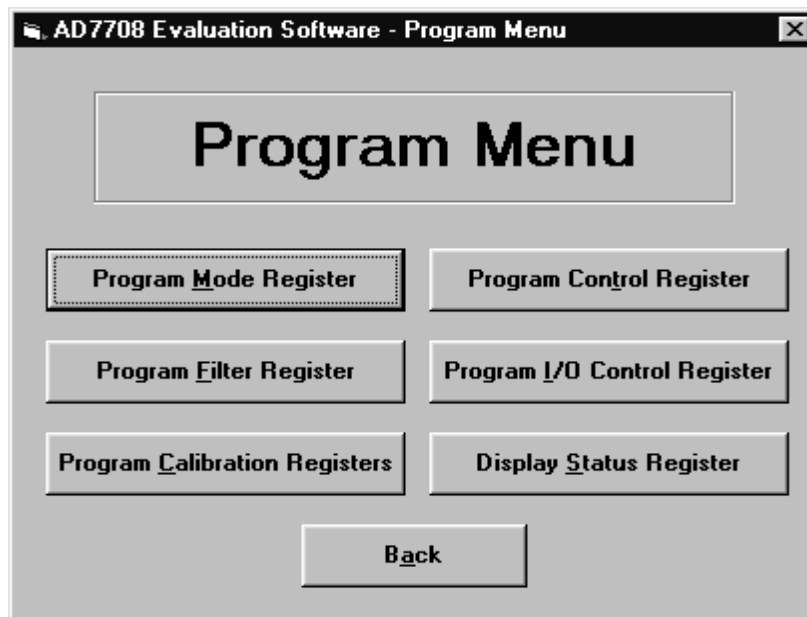 AD7708 Evaluation Software - Program Menu
Program Menu
Program Mode Register
Program Control Register
Program Filter Register
Program I/O Control Register
Program Calibration Registers
Display Status Register
Back